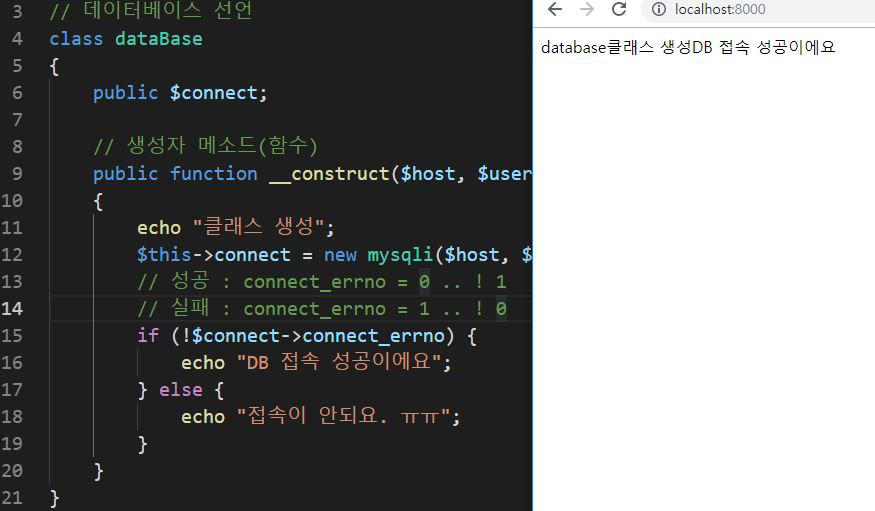 3 // 데이터베이스 선언
4 class dataBase
5 {
6 public $connect;
7
8 // 생성자 메소드(함수)
9 public function __construct($host, $user
10 {
11 echo "클래스 생성";
12 $this->connect = new mysqli($host, $
13 // 성공 : connect_errno = 0 .. ! 1
14 // 실패 : connect_errno = 1 .. ! 0
15 if (!$connect->connect_errno) {
16 echo "DB 접속 성공이에요";
17 } else {
18 echo "접속이 안되요. ㅠㅠ";
19 }
20 }
21 }
localhost:8000
database클래스 생성DB 접속 성공이에요